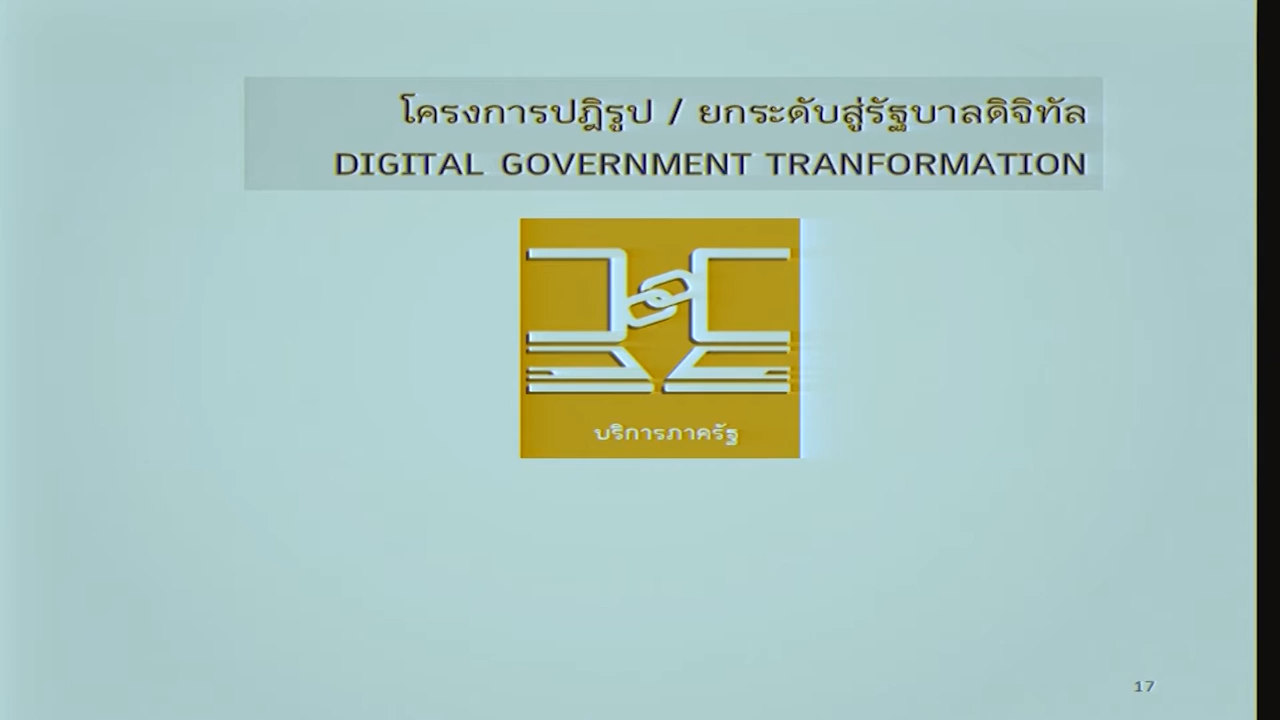 โครงการปฎิรูป / ยกระดับสู่รัฐบาลดิจิทัล
DIGITAL GOVERNMENT TRANFORMATION
บริการภาครัฐ
17